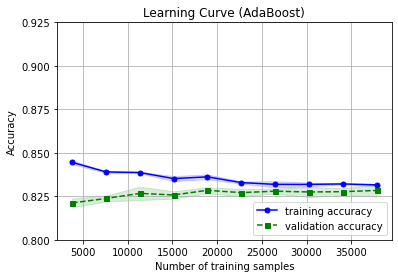 Learning Curve (AdaBoost)
Accuracy
0.925
0.900
0.875
0.850
0.825
0.800
training accuracy
validation accuracy
5000 10000 15000 20000 25000 30000 35000
Number of training samples